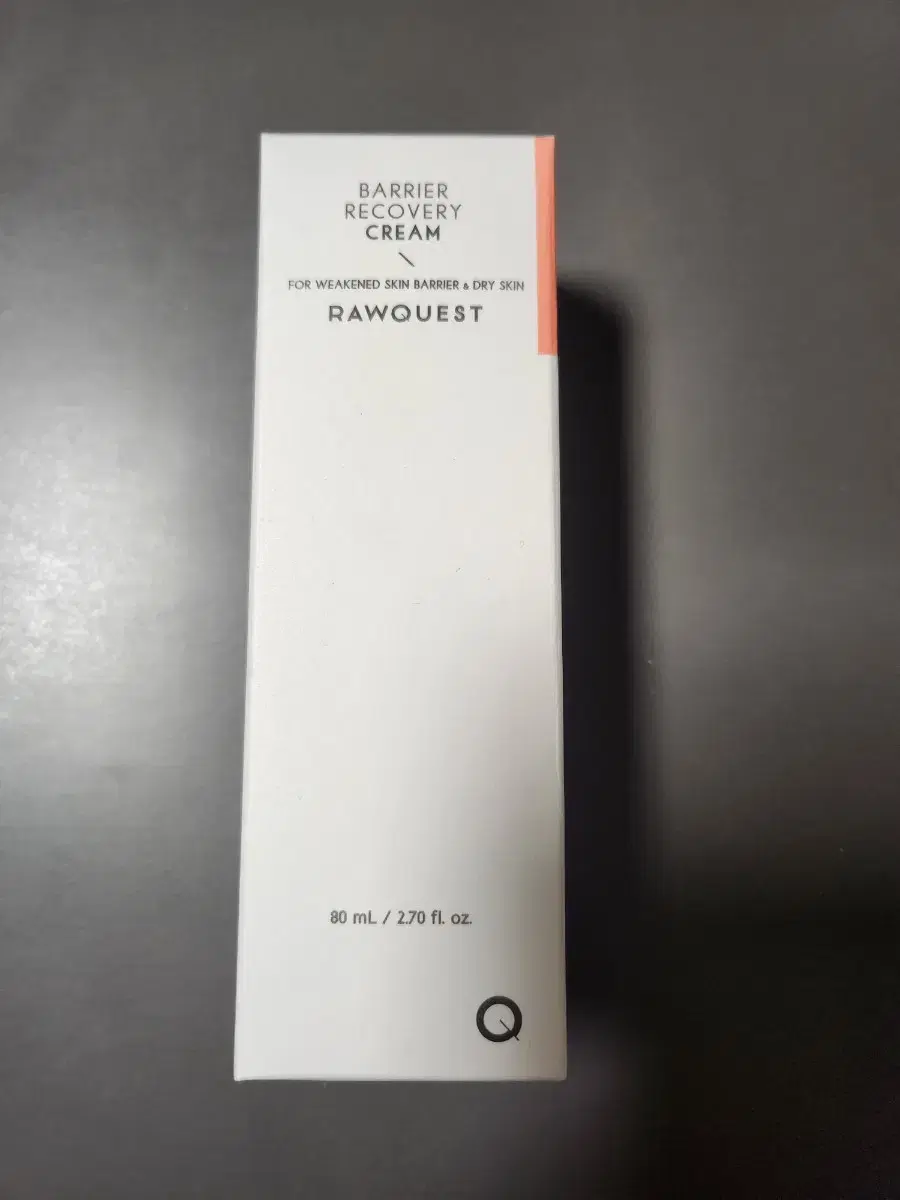 BARRIER
RECOVERY
CREAM
FOR WEAKENED SKIN BARRIER & DRY SKIN
RAWQUEST
80 mL / 2.70 fl. oz.
Q